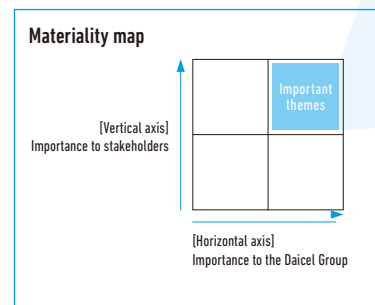 Materiality map
Important
themes
[Vertical axis]
Importance to stakeholders
[Horizontal axis]
Importance to the Daicel Group